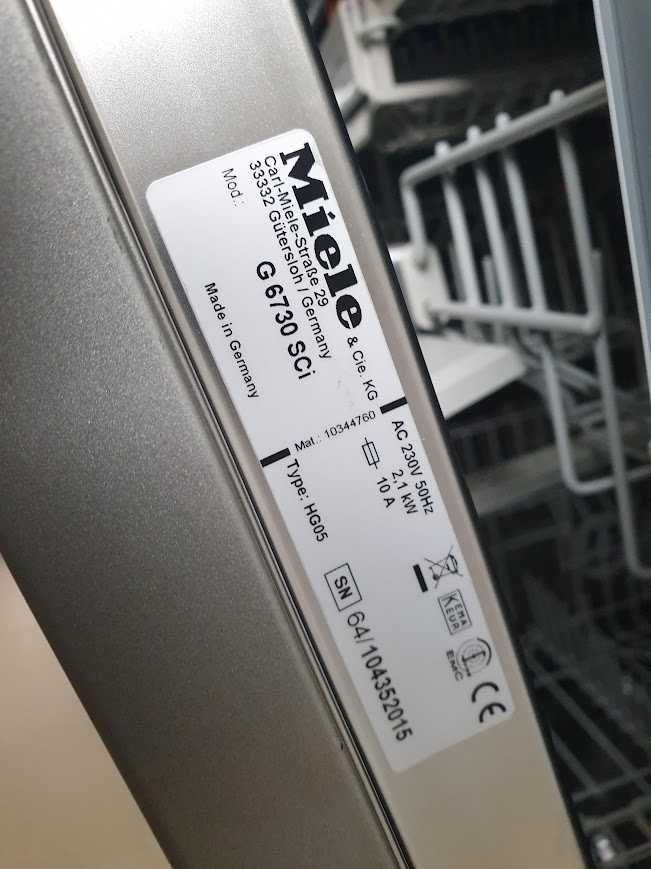 Miele & Cie. KG
Carl-Miele-Straße 29
33332 Gütersloh / Germany
Mod.: G 6730 SCi
Made in Germany
Mat.: 10344760
AC 230V 50Hz
2,1 kW
10 A
Type: HG05
SN 64/104352015
KEMA
KEUR
EMC
CE